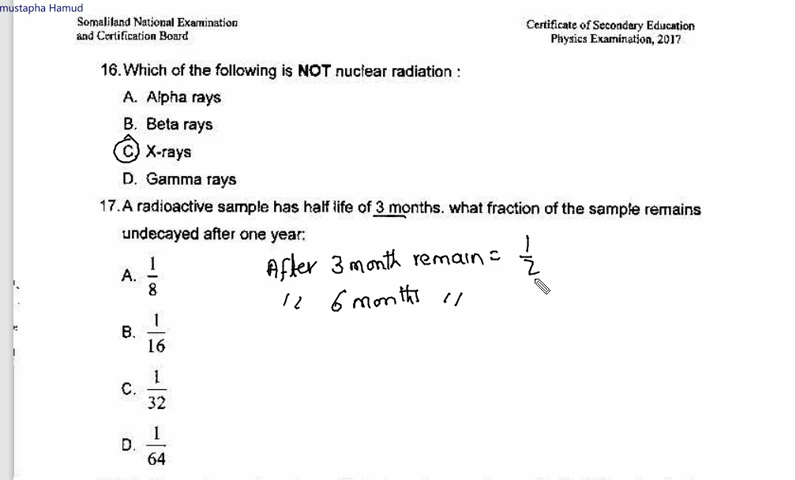 mustapha Hamud
Somaliland National Examination
and Certification Board
Certificate of Secondary Education
Physics Examination, 2017
16. Which of the following is NOT nuclear radiation :
A. Alpha rays
B. Beta rays
C X-rays
D. Gamma rays
17. A radioactive sample has half life of 3 months. what fraction of the sample remains
undecayed after one year:
A. 1/8
B. 1/16
C. 1/32
D. 1/64
After 3 month remain = 1/2
" 6 months "